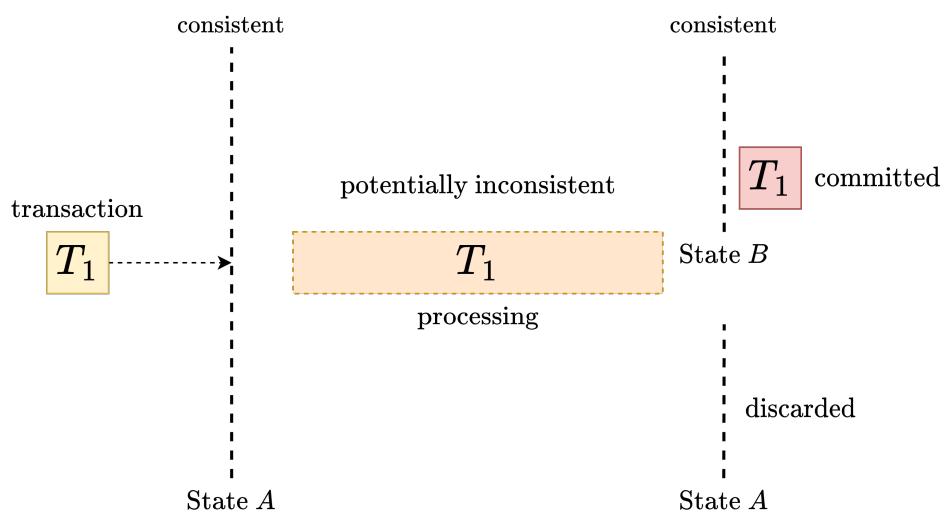 consistent
consistent
T₁
committed
potentially inconsistent
transaction
T₁
T₁
State B
processing
discarded
State A
State A